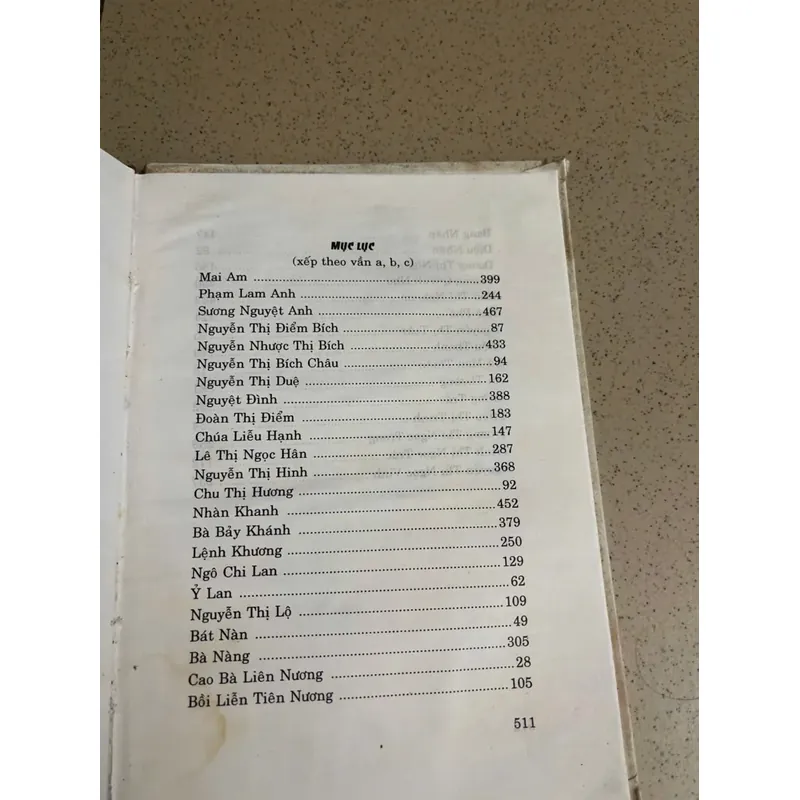 MỤC LỤC
(xếp theo vần a, b, c)
Mai Am ........ 399
Phạm Lam Anh ........ 244
Sương Nguyệt Anh ........ 467
Nguyễn Thị Điểm Bích ........ 87
Nguyễn Nhược Thị Bích ........ 433
Nguyễn Thị Bích Châu ........ 94
Nguyễn Thị Duệ ........ 162
Nguyệt Đình ........ 388
Đoàn Thị Điểm ........ 183
Chúa Liễu Hạnh ........ 147
Lê Thị Ngọc Hân ........ 287
Nguyễn Thị Hinh ........ 368
Chu Thị Hương ........ 92
Nhàn Khanh ........ 452
Bà Bảy Khánh ........ 379
Lệnh Khương ........ 250
Ngô Chi Lan ........ 129
Ỷ Lan ........ 62
Nguyễn Thị Lộ ........ 109
Bát Nàn ........ 49
Bà Nàng ........ 305
Cao Bà Liên Nương ........ 28
Bồi Liễn Tiên Nương ........ 105
511